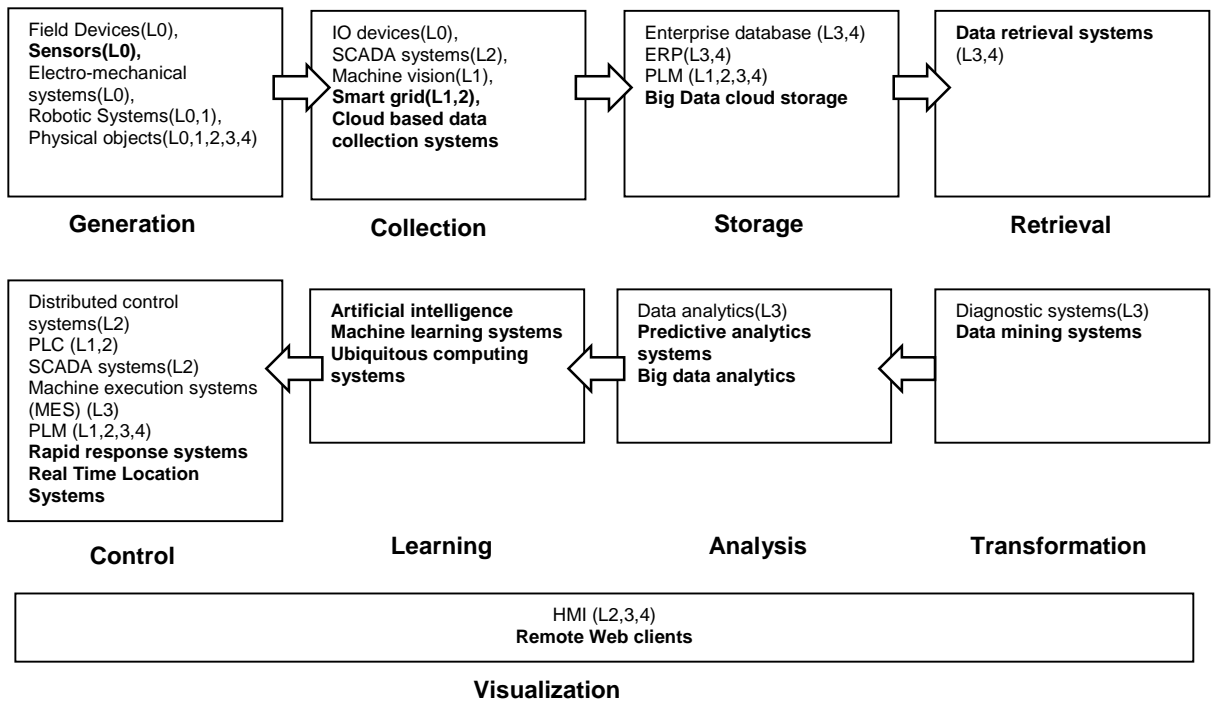 Field Devices(L0),
Sensors(L0),
Electro-mechanical
systems(L0),
Robotic Systems(L0,1),
Physical objects(L0,1,2,3,4)
Generation
IO devices(L0),
SCADA systems(L2),
Machine vision(L1),
Smart grid(L1,2),
Cloud based data
collection systems
Collection
Enterprise database (L3,4)
ERP(L3,4)
PLM (L1,2,3,4)
Big Data cloud storage
Storage
Data retrieval systems
(L3,4)
Retrieval
Distributed control
systems(L2)
PLC (L1,2)
SCADA systems(L2)
Machine execution systems
(MES) (L3)
PLM (L1,2,3,4)
Rapid response systems
Real Time Location
Systems
Control
Artificial intelligence
Machine learning systems
Ubiquitous computing
systems
Learning
Data analytics(L3)
Predictive analytics
systems
Big data analytics
Analysis
Diagnostic systems(L3)
Data mining systems
Transformation
HMI (L2,3,4)
Remote Web clients
Visualization